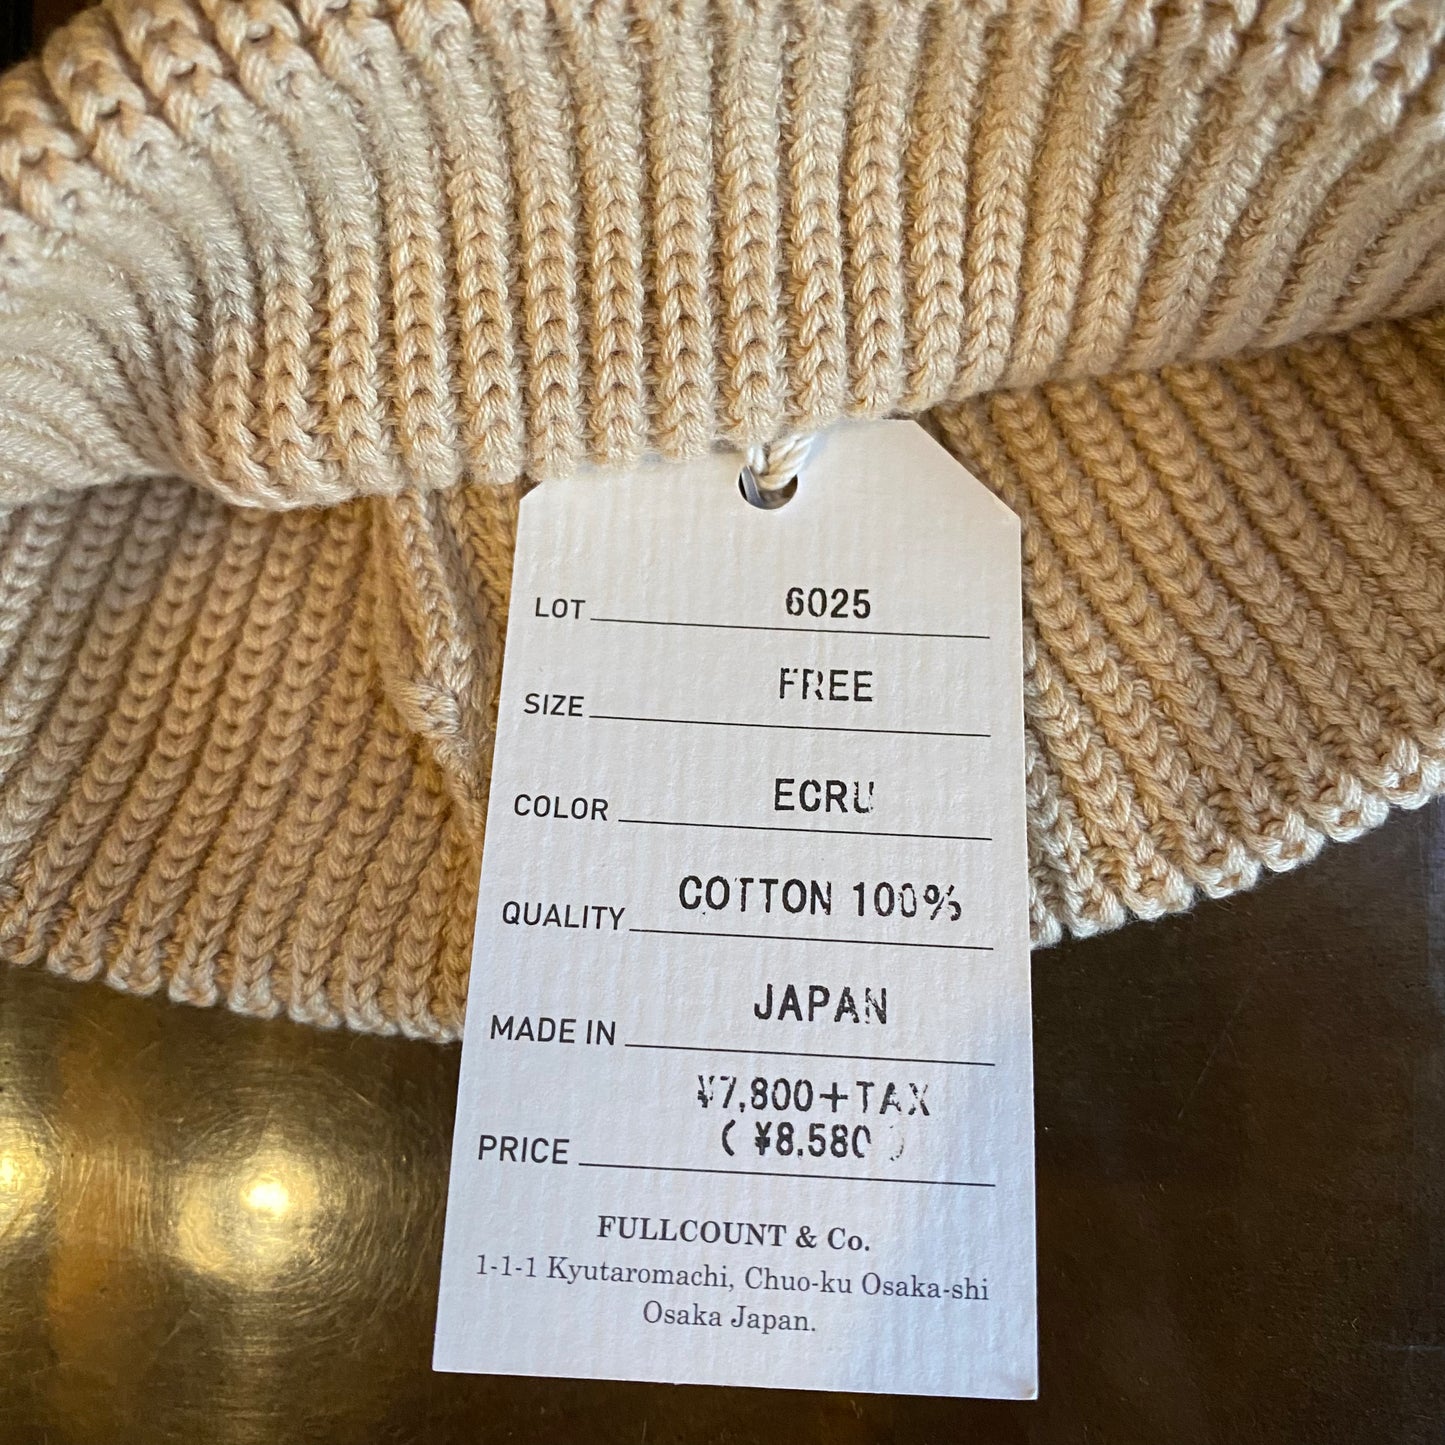 LOT 6025
SIZE FREE
COLOR ECRU
QUALITY COTTON 100%
MADE IN JAPAN
¥7,800+TAX
PRICE (¥8,580)
FULLCOUNT & Co.
1-1-1 Kyutaromachi, Chuo-ku Osaka-shi
Osaka Japan.